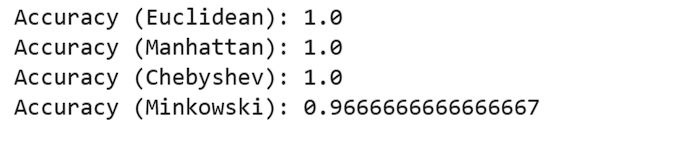 Accuracy (Euclidean): 1.0
Accuracy (Manhattan): 1.0
Accuracy (Chebyshev): 1.0
Accuracy (Minkowski): 0.9666666666666667